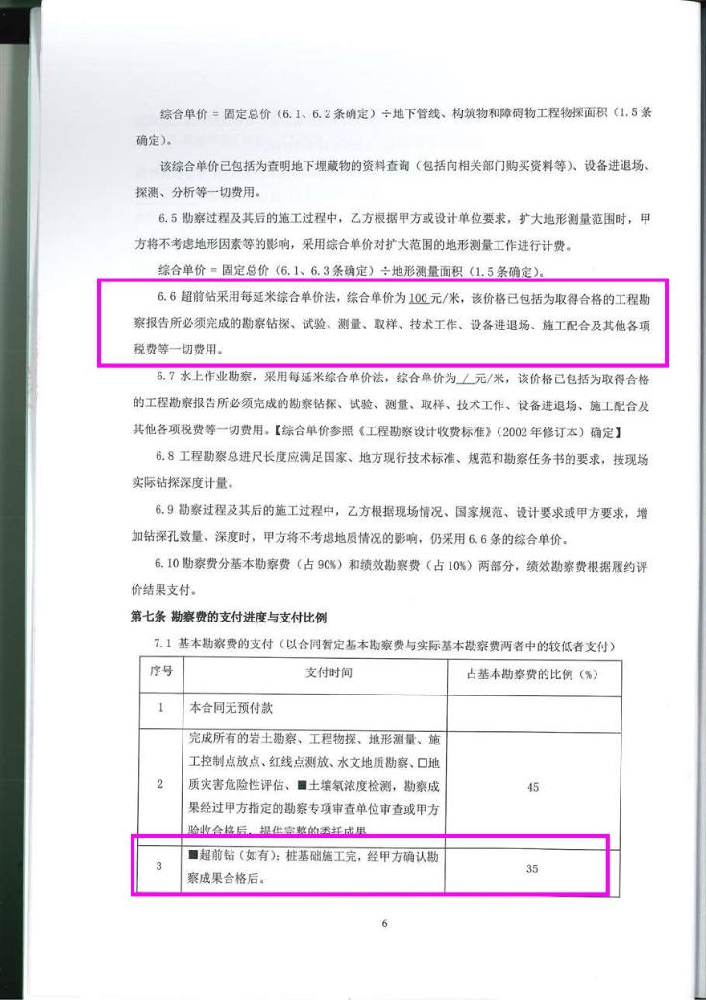 综合单价 = 固定总价（6.1、6.2条确定）÷地下管线、构筑物和障碍物工程物探面积（1.5条
确定）。
该综合单价已包括为查明地下埋藏物的资料查询（包括向相关部门购买资料等）、设备进退场、
探测、分析等一切费用。
6.5 勘察过程及其后的施工过程中，乙方根据甲方或设计单位要求，扩大地形测量范围时，甲
方将不考虑地形因素等的影响，采用综合单价对扩大范围的地形测量工作进行计费。
综合单价 = 固定总价（6.1、6.3条确定）÷地形测量面积（1.5条确定）。
6.6 超前钻采用每延米综合单价法，综合单价为 100 元/米，该价格已包括为取得合格的工程勘
察报告所必须完成的勘察钻探、试验、测量、取样、技术工作、设备进退场、施工配合及其他各项
税费等一切费用。
6.7 水上作业勘察，采用每延米综合单价法，综合单价为 / 元/米，该价格已包括为取得合格
的工程勘察报告所必须完成的勘察钻探、试验、测量、取样、技术工作、设备进退场、施工配合及
其他各项税费等一切费用。【综合单价参照《工程勘察设计收费标准》（2002年修订本）确定】
6.8 工程勘察总进尺长度应满足国家、地方现行技术标准、规范和勘察任务书的要求，按现场
实际钻探深度计量。
6.9 勘察过程及其后的施工过程中，乙方根据现场情况、国家规范、设计要求或甲方要求，增
加钻探孔数量、深度时，甲方将不考虑地质情况的影响，仍采用6.6条的综合单价。
6.10 勘察费分基本勘察费（占90%）和绩效勘察费（占10%）两部分，绩效勘察费根据履约评
价结果支付。
第七条 勘察费的支付进度与支付比例
7.1 基本勘察费的支付（以合同暂定基本勘察费与实际基本勘察费两者中的较低者支付）
序号 支付时间 占基本勘察费的比例（%）
1 本合同无预付款
完成所有的岩土勘察、工程物探、地形测量、施
工控制点放点、红线点测放、水文地质勘察、□地
2 质灾害危险性评估、■土壤氡浓度检测，勘察成 45
果经过甲方指定的勘察专项审查单位审查或甲方
验收合格后，提供完整的委托成果
3 ■超前钻（如有）：桩基础施工完，经甲方确认勘 35
察成果合格后。
6